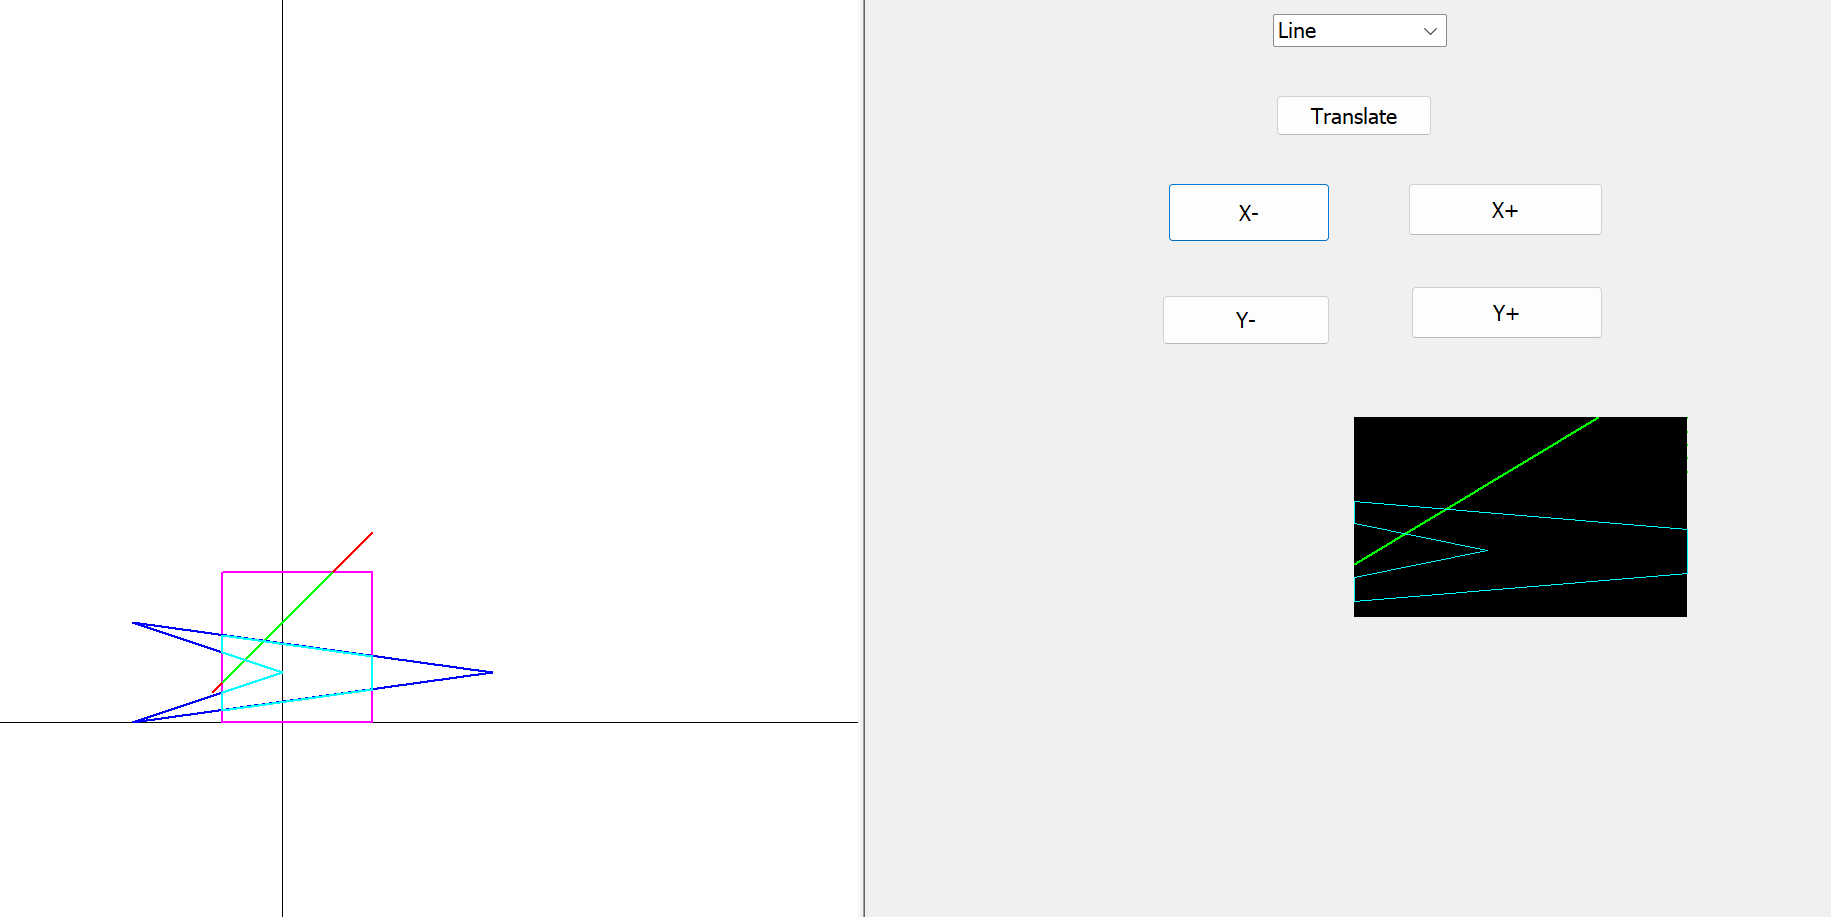 Line
Translate
X-
X+
Y-
Y+